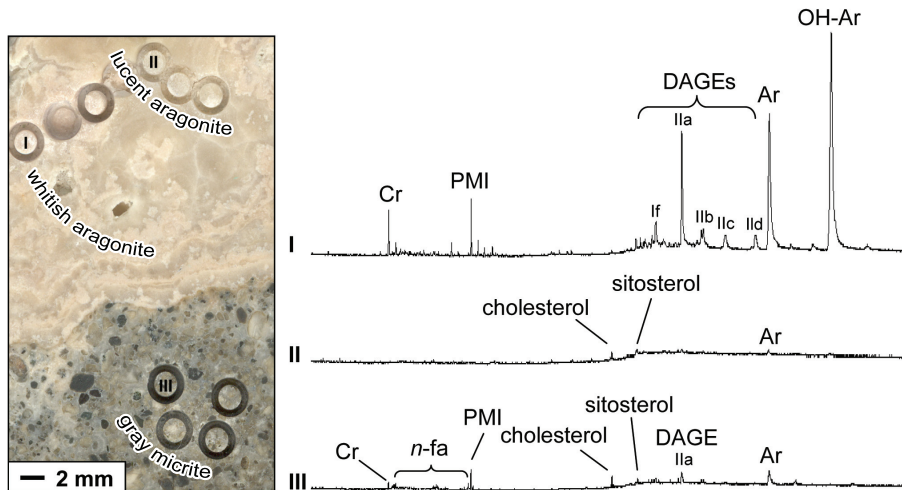 I
II
lucent aragonite
whitish aragonite
III
gray micrite
2 mm
OH-Ar
DAGEs
Ar
IIa
Cr
PMI
If
IIb
IIc
IId
I
cholesterol
sitosterol
Ar
II
Cr
n-fa
PMI
cholesterol
sitosterol
DAGE
IIa
Ar
III